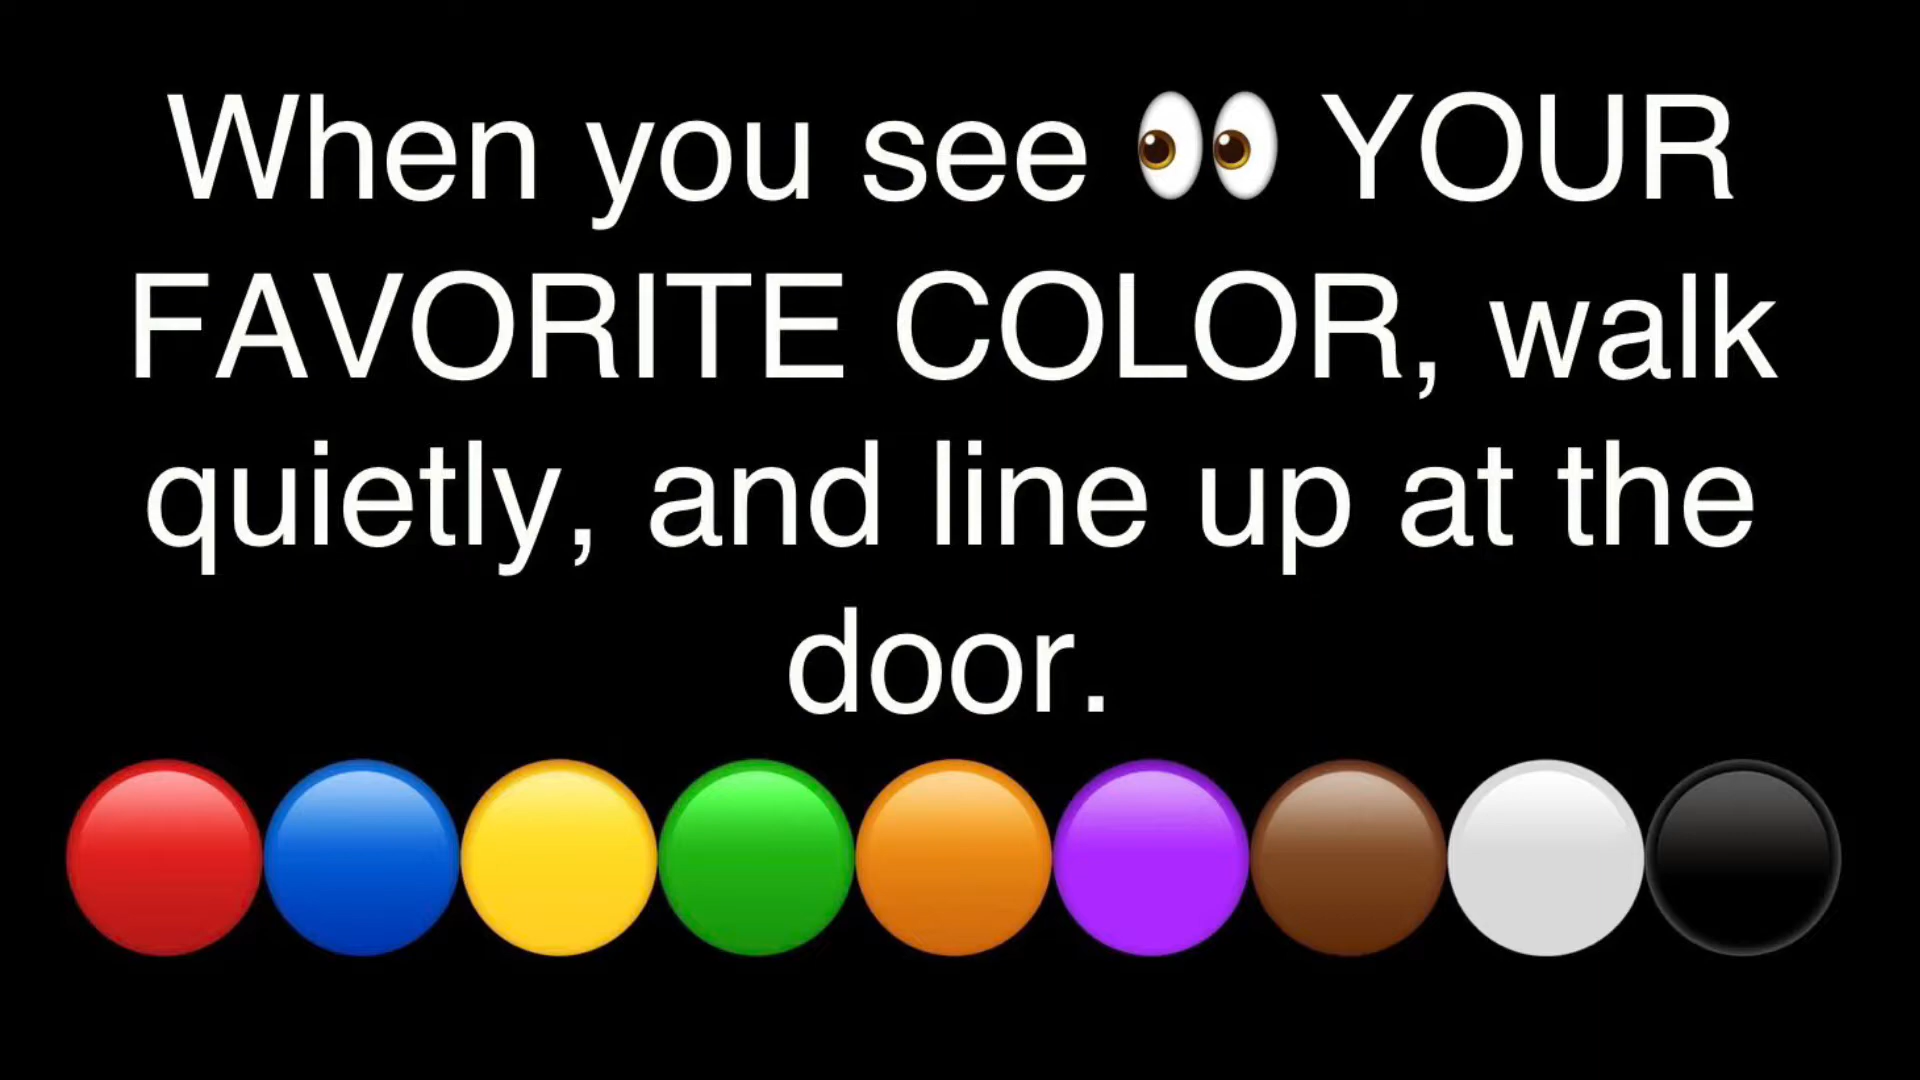 When you see 👀 YOUR
FAVORITE COLOR, walk
quietly, and line up at the
door.